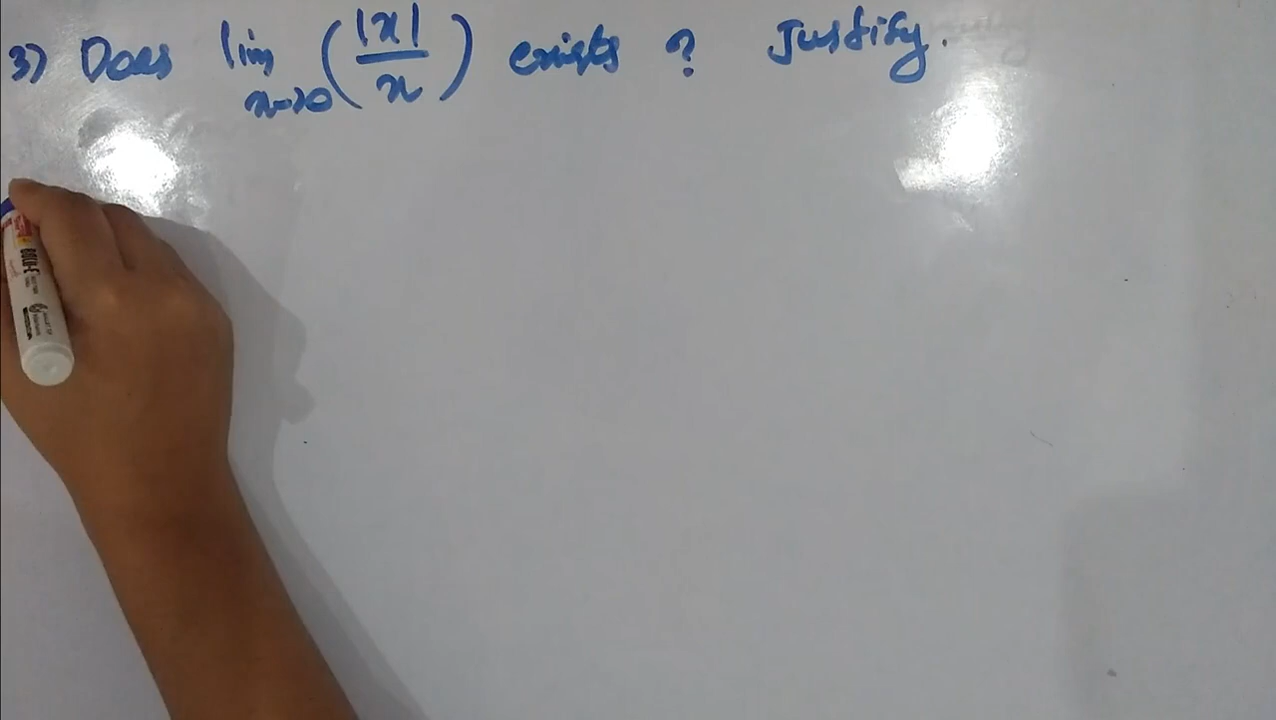 3) Does lim x→0 (|x|/x) exists ? Justify.